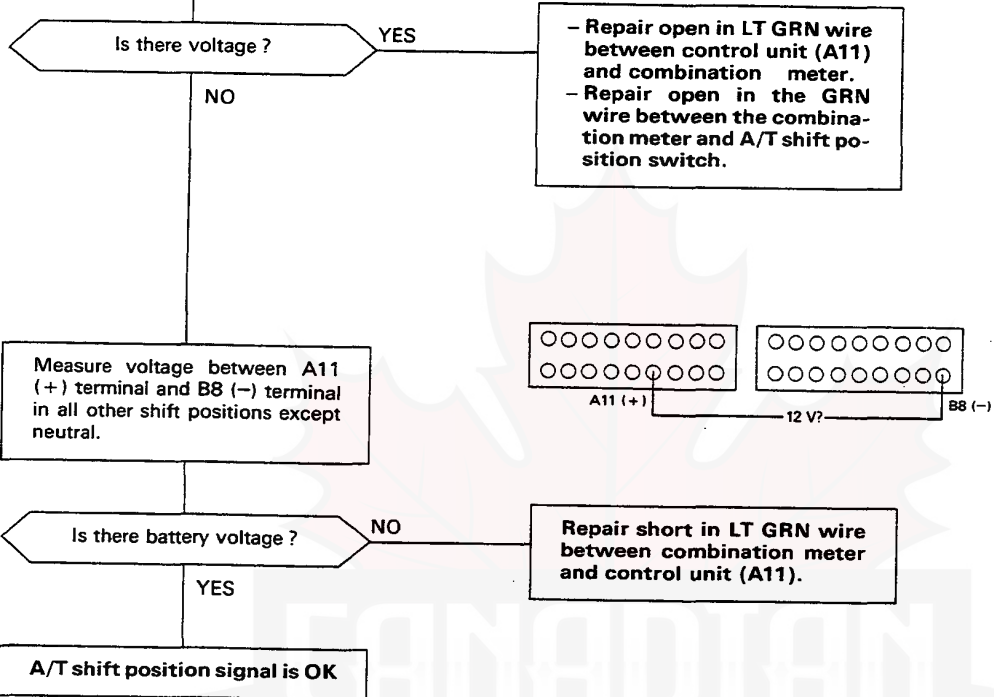 Is there voltage ?
YES
NO
– Repair open in LT GRN wire
between control unit (A11)
and combination meter.
– Repair open in the GRN
wire between the combina-
tion meter and A/T shift po-
sition switch.
Measure voltage between A11
(+) terminal and B8 (–) terminal
in all other shift positions except
neutral.
A11 (+)
12 V?
B8 (–)
Is there battery voltage ?
NO
YES
Repair short in LT GRN wire
between combination meter
and control unit (A11).
A/T shift position signal is OK
CANADIAN